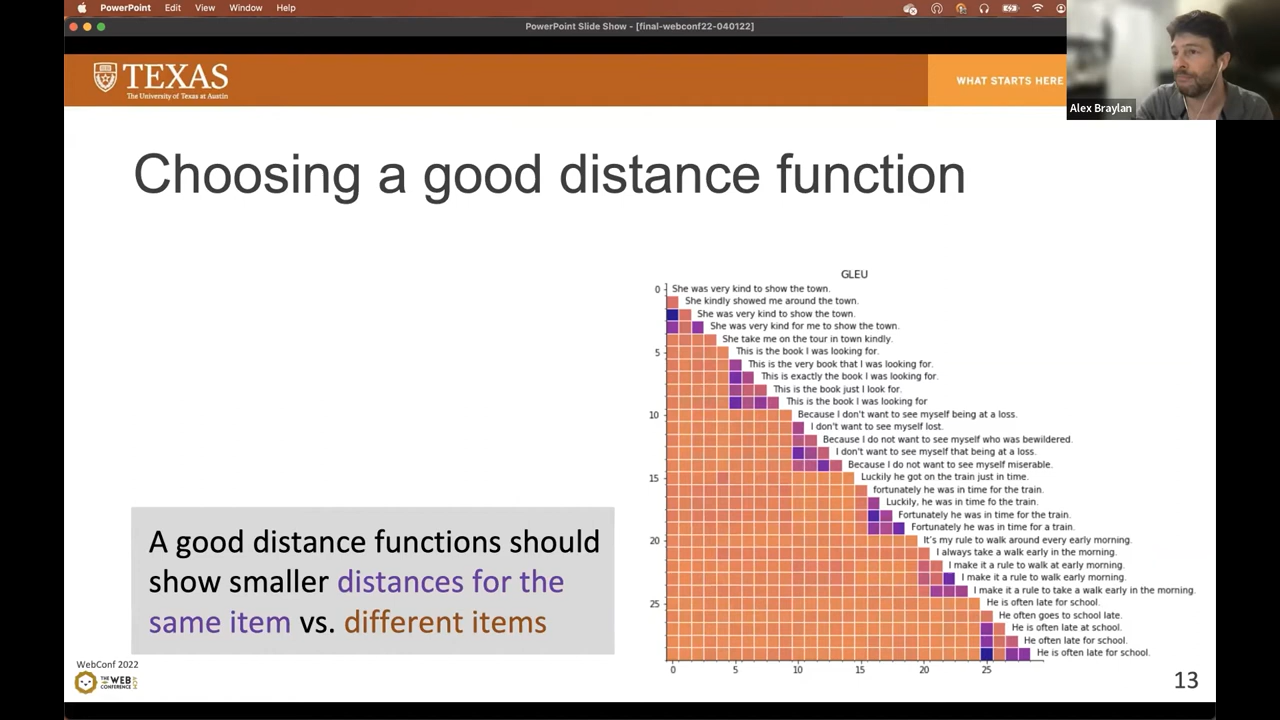 PowerPoint Edit View Window Help
PowerPoint Slide Show - [final-webconf22-040122]
TEXAS
The University of Texas at Austin
WHAT STARTS HERE
Alex Braylan
Choosing a good distance function
GLEU
0 She was very kind to show the town.
She kindly showed me around the town.
She was very kind to show the town.
She was very kind for me to show the town.
She take me on the tour in town kindly.
5 This is the book I was looking for.
This is the very book that I was looking for.
This is exactly the book I was looking for.
This is the book just I look for.
This is the book I was looking for
10 Because I don't want to see myself being at a loss.
I don't want to see myself lost.
Because I do not want to see myself who was bewildered.
I don't want to see myself that being at a loss.
Because I do not want to see myself miserable.
15 Luckily he got on the train just in time.
fortunately he was in time for the train.
Luckily, he was in time fo the train.
Fortunately he was in time for the train.
Fortunately he was in time for a train.
20 It's my rule to walk around every early morning.
I always take a walk early in the morning.
I make it a rule to walk at early morning.
I make it a rule to walk early morning.
I make it a rule to take a walk early in the morning.
25 He is often late for school.
He often goes to school late.
He is often late at school.
He often late for school.
He is often late for school.
0 5 10 15 20 25
A good distance functions should
show smaller distances for the
same item vs. different items
WebConf 2022
THE WEB
CONFERENCE
13